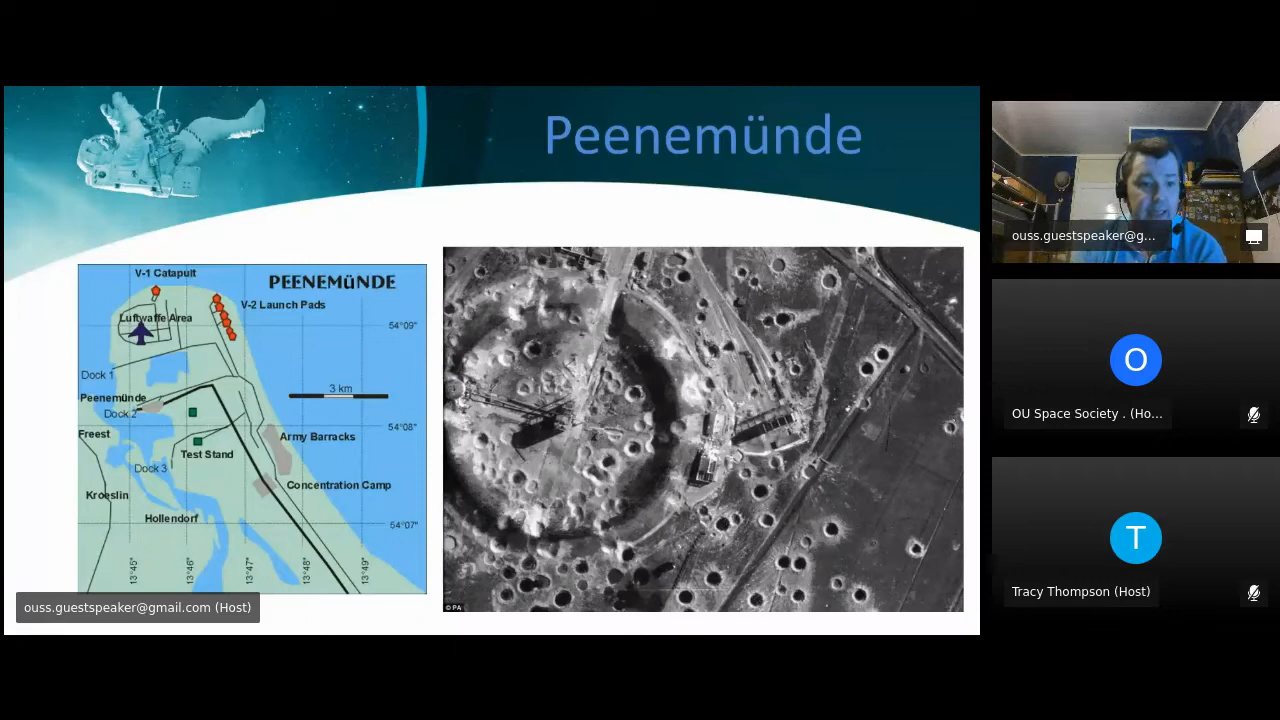 Peenemünde
V-1 Catapult
PEENEMüNDE
V-2 Launch Pads
Luftwaffe Area
54°09"
Dock 1
3 km
Peenemünde
Dock 2
54°08'
Freest
Army Barracks
Test Stand
Dock 3
Concentration Camp
Kroeslin
Hollendorf
54°07'
13°45'
13°46'
13°47'
13°48'
13°49'
© PA
ouss.guestspeaker@gmail.com (Host)
ouss.guestspeaker@g...
O
OU Space Society . (Ho...
T
Tracy Thompson (Host)